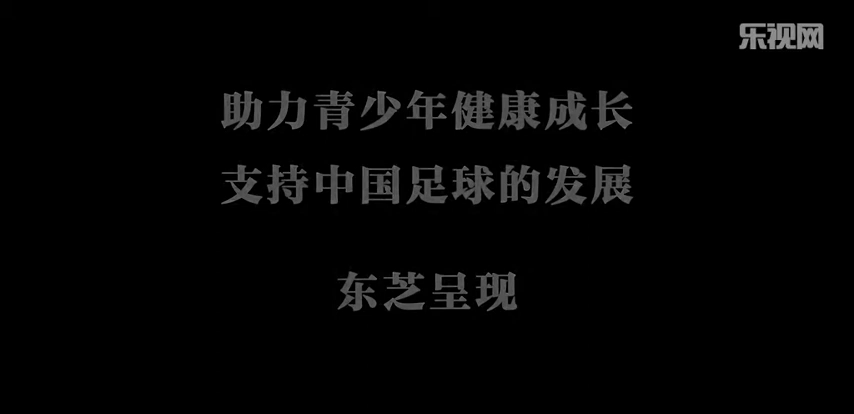 乐视网
助力青少年健康成长
支持中国足球的发展
东芝呈现